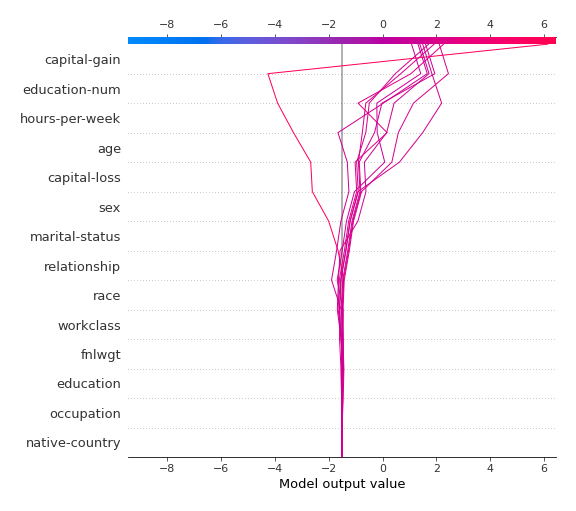 −8 −6 −4 −2 0 2 4 6
capital-gain
education-num
hours-per-week
age
capital-loss
sex
marital-status
relationship
race
workclass
fnlwgt
education
occupation
native-country
−8 −6 −4 −2 0 2 4 6
Model output value